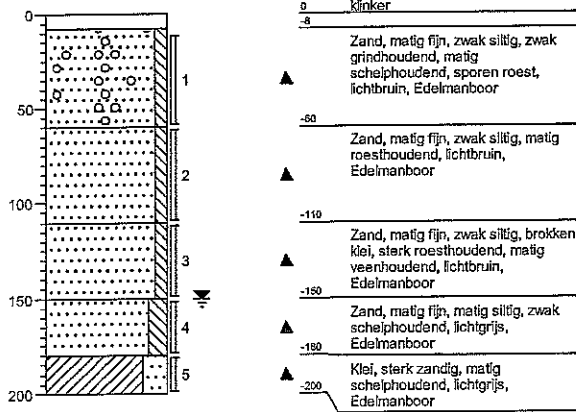 0
50
100
150
200
1
2
3
4
5
0
klinker
-8
Zand, matig fijn, zwak siltig, zwak
grindhoudend, matig
schelphoudend, sporen roest,
lichtbruin, Edelmanboor
-60
Zand, matig fijn, zwak siltig, matig
roesthoudend, lichtbruin,
Edelmanboor
-110
Zand, matig fijn, zwak siltig, brokken
klei, sterk roesthoudend, matig
veenhoudend, lichtbruin,
Edelmanboor
-150
Zand, matig fijn, matig siltig, zwak
schelphoudend, lichtgrijs,
Edelmanboor
-180
Klei, sterk zandig, matig
schelphoudend, lichtgrijs,
Edelmanboor
-200